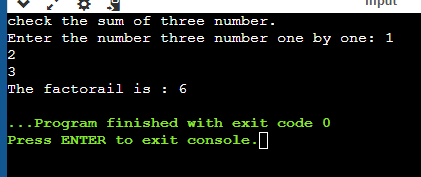 input
check the sum of three number.
Enter the number three number one by one: 1
2
3
The factorail is : 6
...Program finished with exit code 0
Press ENTER to exit console.